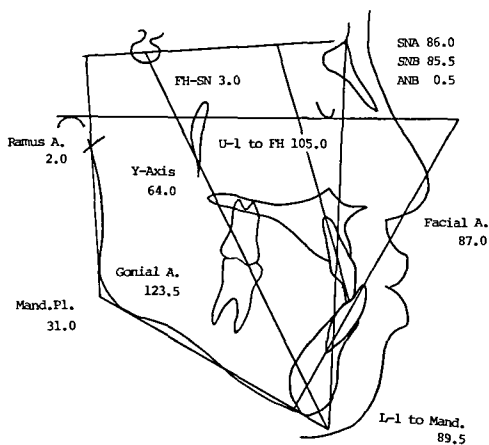 SNA 86.0
SNB 85.5
ANB 0.5
FH-SN 3.0
Ramus A.
2.0
U-1 to FH 105.0
Y-Axis
64.0
Facial A.
87.0
Gonial A.
123.5
Mand.Pl.
31.0
L-1 to Mand.
89.5